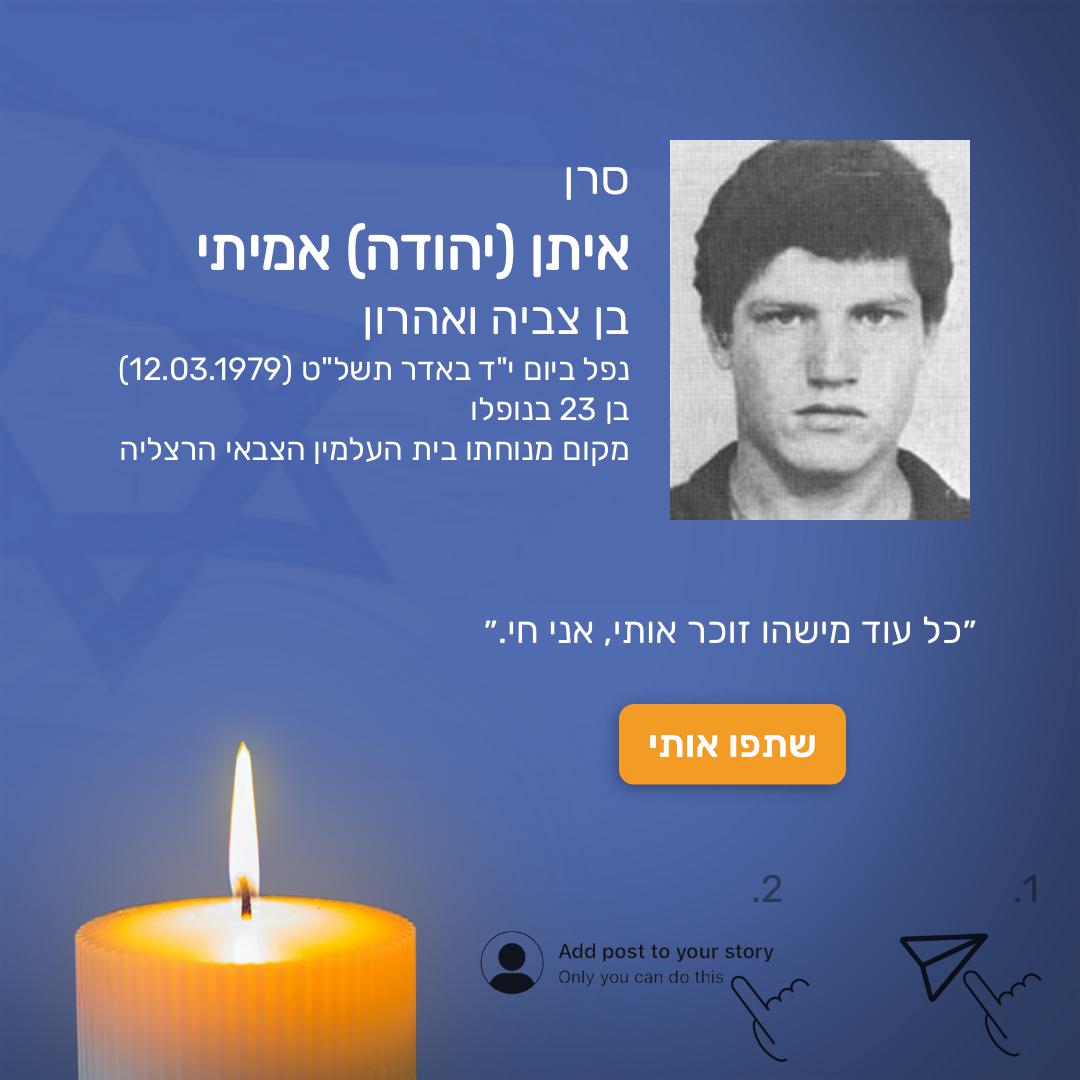 סרן
איתן (יהודה) אמיתי
בן צביה ואהרון
נפל ביום י"ד באדר תשל"ט (12.03.1979)
בן 23 בנופלו
מקום מנוחתו בית העלמין הצבאי הרצליה
״כל עוד מישהו זוכר אותי, אני חי.״
שתפו אותי
.1
.2
Add post to your story
Only you can do this